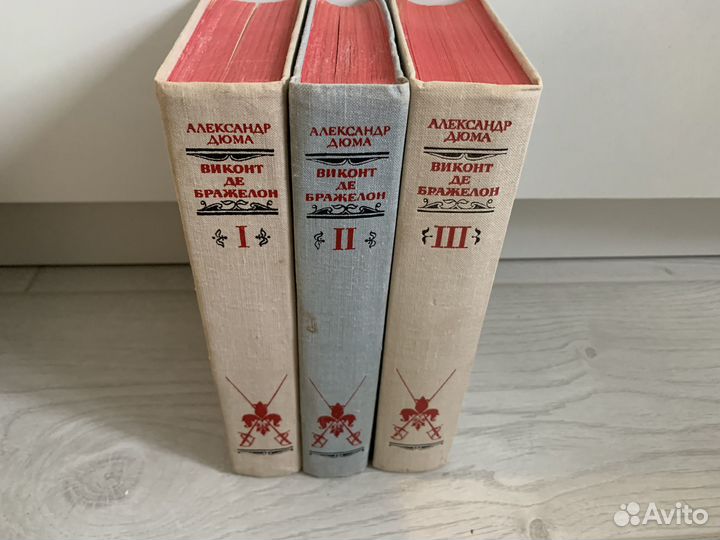 АЛЕКСАНДР
ДЮМА
ВИКОНТ
ДЕ
БРАЖЕЛОН
I
АЛЕКСАНДР
ДЮМА
ВИКОНТ
ДЕ
БРАЖЕЛОН
II
АЛЕКСАНДР
ДЮМА
ВИКОНТ
ДЕ
БРАЖЕЛОН
III
Avito